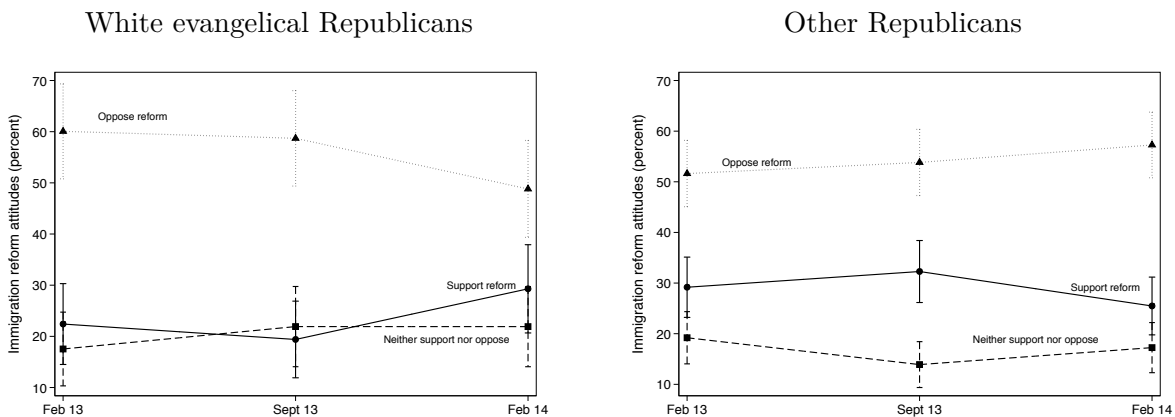 White evangelical Republicans
Immigration reform attitudes (percent)
70
60
50
40
30
20
10
Oppose reform
Support reform
Neither support nor oppose
Feb 13
Sept 13
Feb 14
Other Republicans
Immigration reform attitudes (percent)
70
60
50
40
30
20
10
Oppose reform
Support reform
Neither support nor oppose
Feb 13
Sept 13
Feb 14